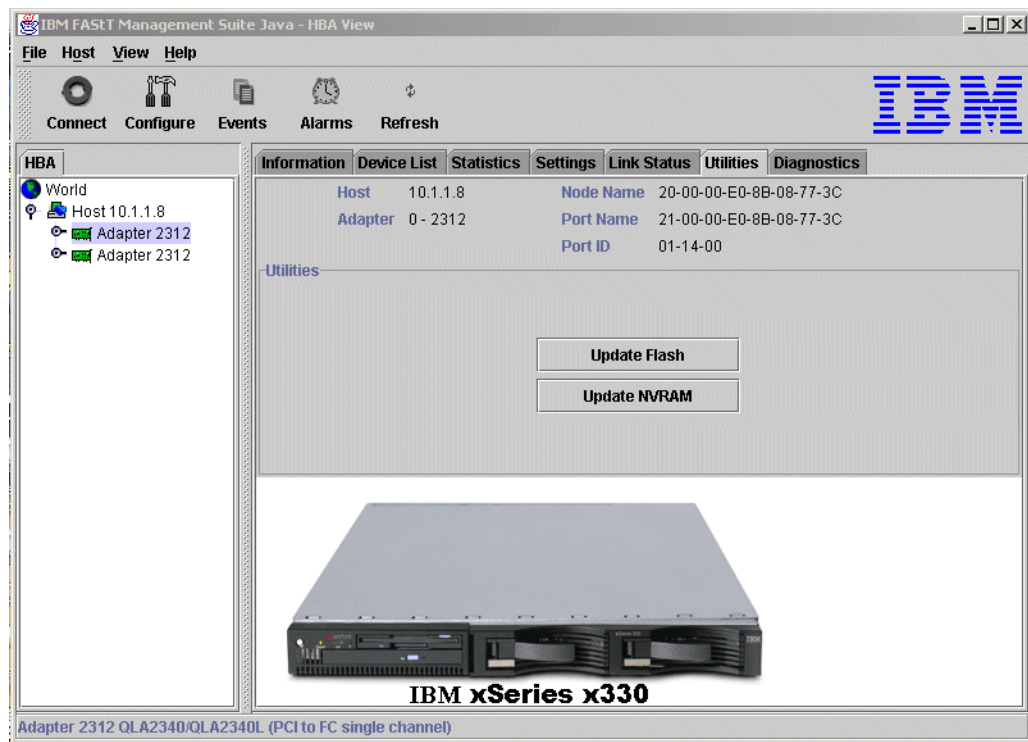 IBM FAStT Management Suite Java - HBA View
File Host View Help
Connect Configure Events Alarms Refresh
IBM
HBA
World
Host 10.1.1.8
Adapter 2312
Adapter 2312
Information Device List Statistics Settings Link Status Utilities Diagnostics
Host 10.1.1.8 Node Name 20-00-00-E0-8B-08-77-3C
Adapter 0 - 2312 Port Name 21-00-00-E0-8B-08-77-3C
Port ID 01-14-00
Utilities
Update Flash
Update NVRAM
IBM
IBM xSeries x330
Adapter 2312 QLA2340/QLA2340L (PCI to FC single channel)